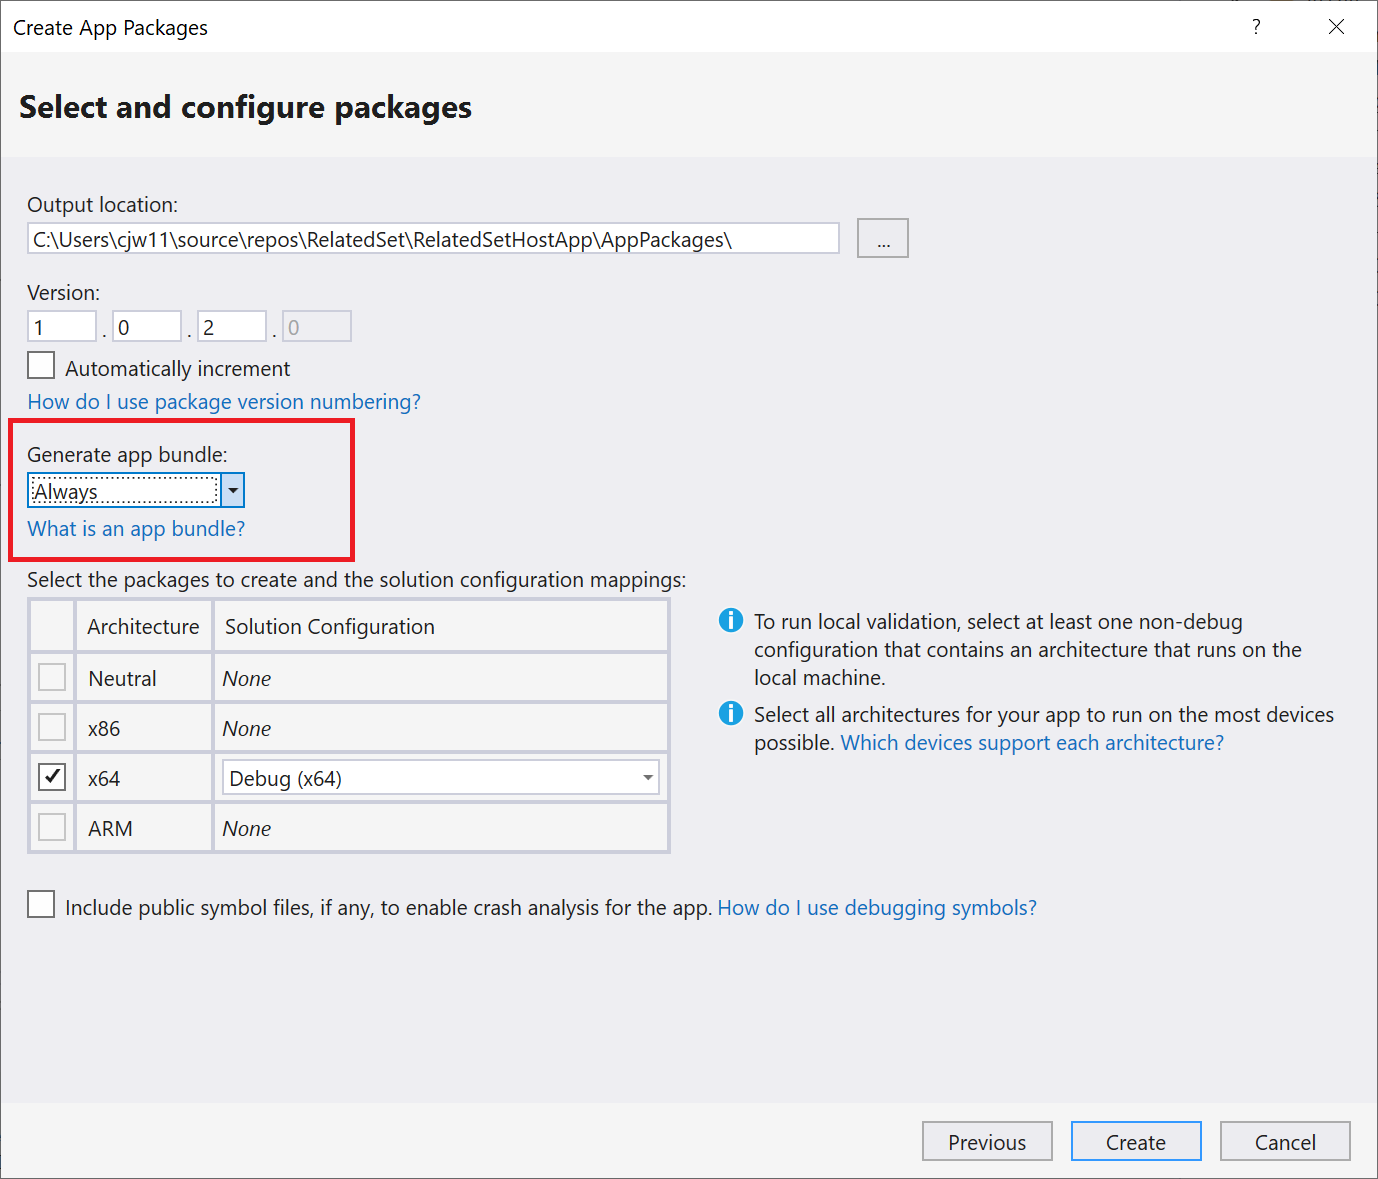 Create App Packages ?
Select and configure packages
Output location:
C:\Users\cjw11\source\repos\RelatedSet\RelatedSetHostApp\AppPackages\ ...
Version:
1 . 0 . 2 . 0
Automatically increment
How do I use package version numbering?
Generate app bundle:
Always
What is an app bundle?
Select the packages to create and the solution configuration mappings:
Architecture Solution Configuration
Neutral None
x86 None
x64 Debug (x64)
ARM None
To run local validation, select at least one non-debug
configuration that contains an architecture that runs on the
local machine.
Select all architectures for your app to run on the most devices
possible. Which devices support each architecture?
Include public symbol files, if any, to enable crash analysis for the app. How do I use debugging symbols?
Previous Create Cancel